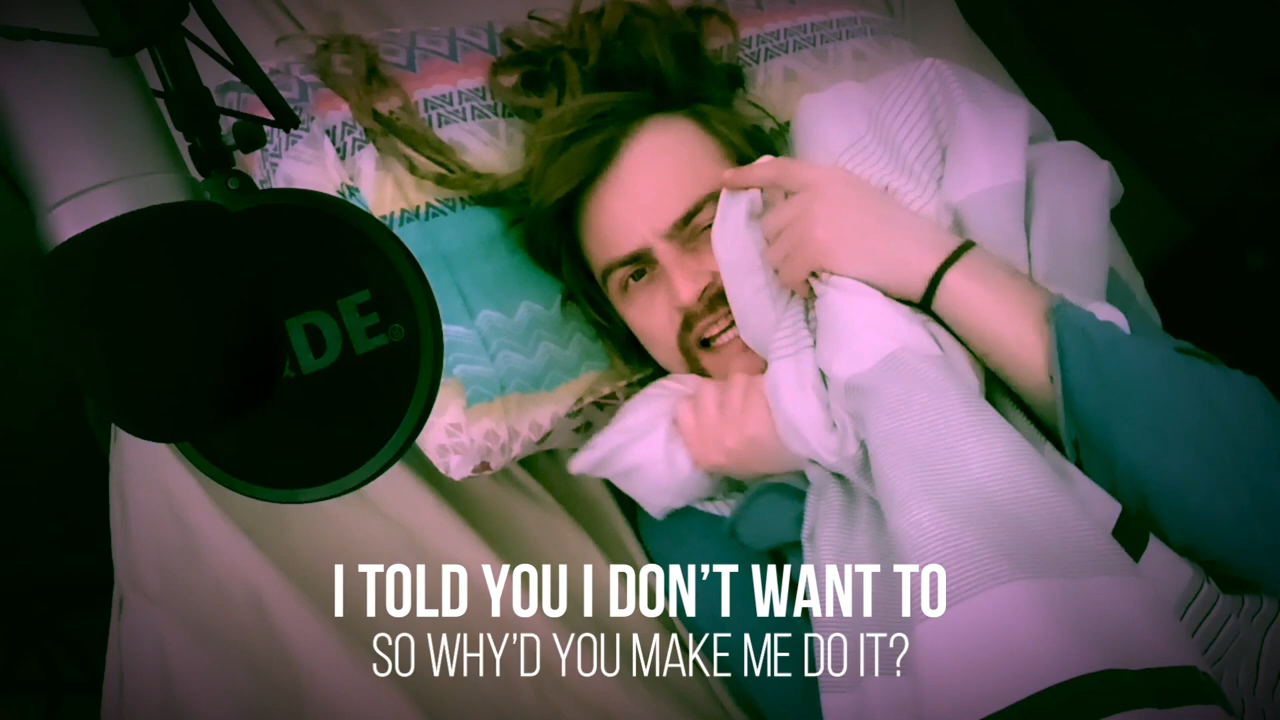 DE®
I TOLD YOU I DON'T WANT TO
SO WHY'D YOU MAKE ME DO IT?